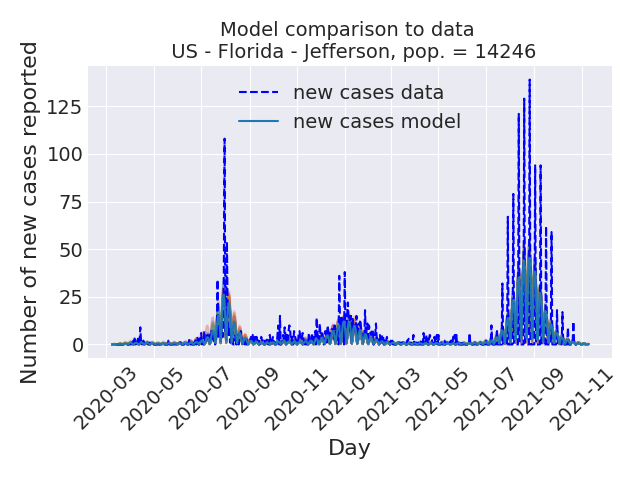 Model comparison to data
US - Florida - Jefferson, pop. = 14246
new cases data
new cases model
Number of new cases reported
125
100
75
50
25
0
2020-03
2020-05
2020-07
2020-09
2020-11
2021-01
2021-03
2021-05
2021-07
2021-09
2021-11
Day